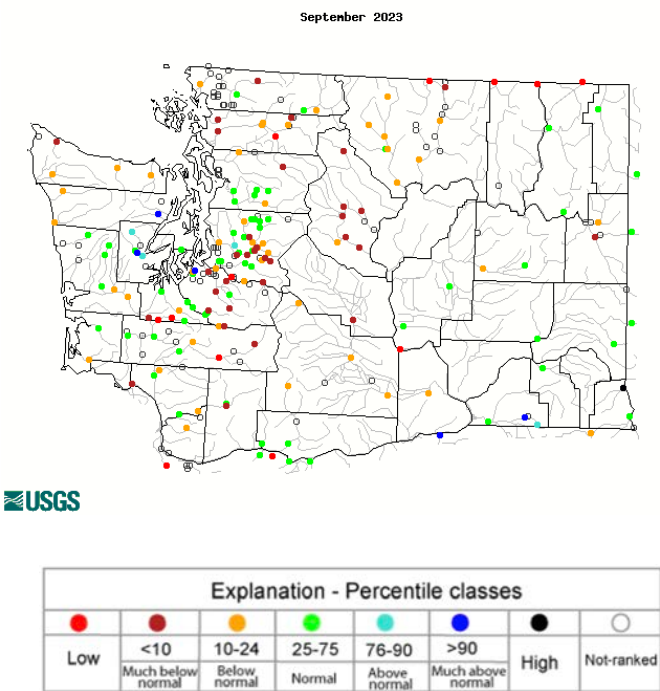 September 2023
USGS
Explanation - Percentile classes
<10 10-24 25-75 76-90 >90
Low Much below normal Below normal Normal Above normal Much above normal High Not-ranked